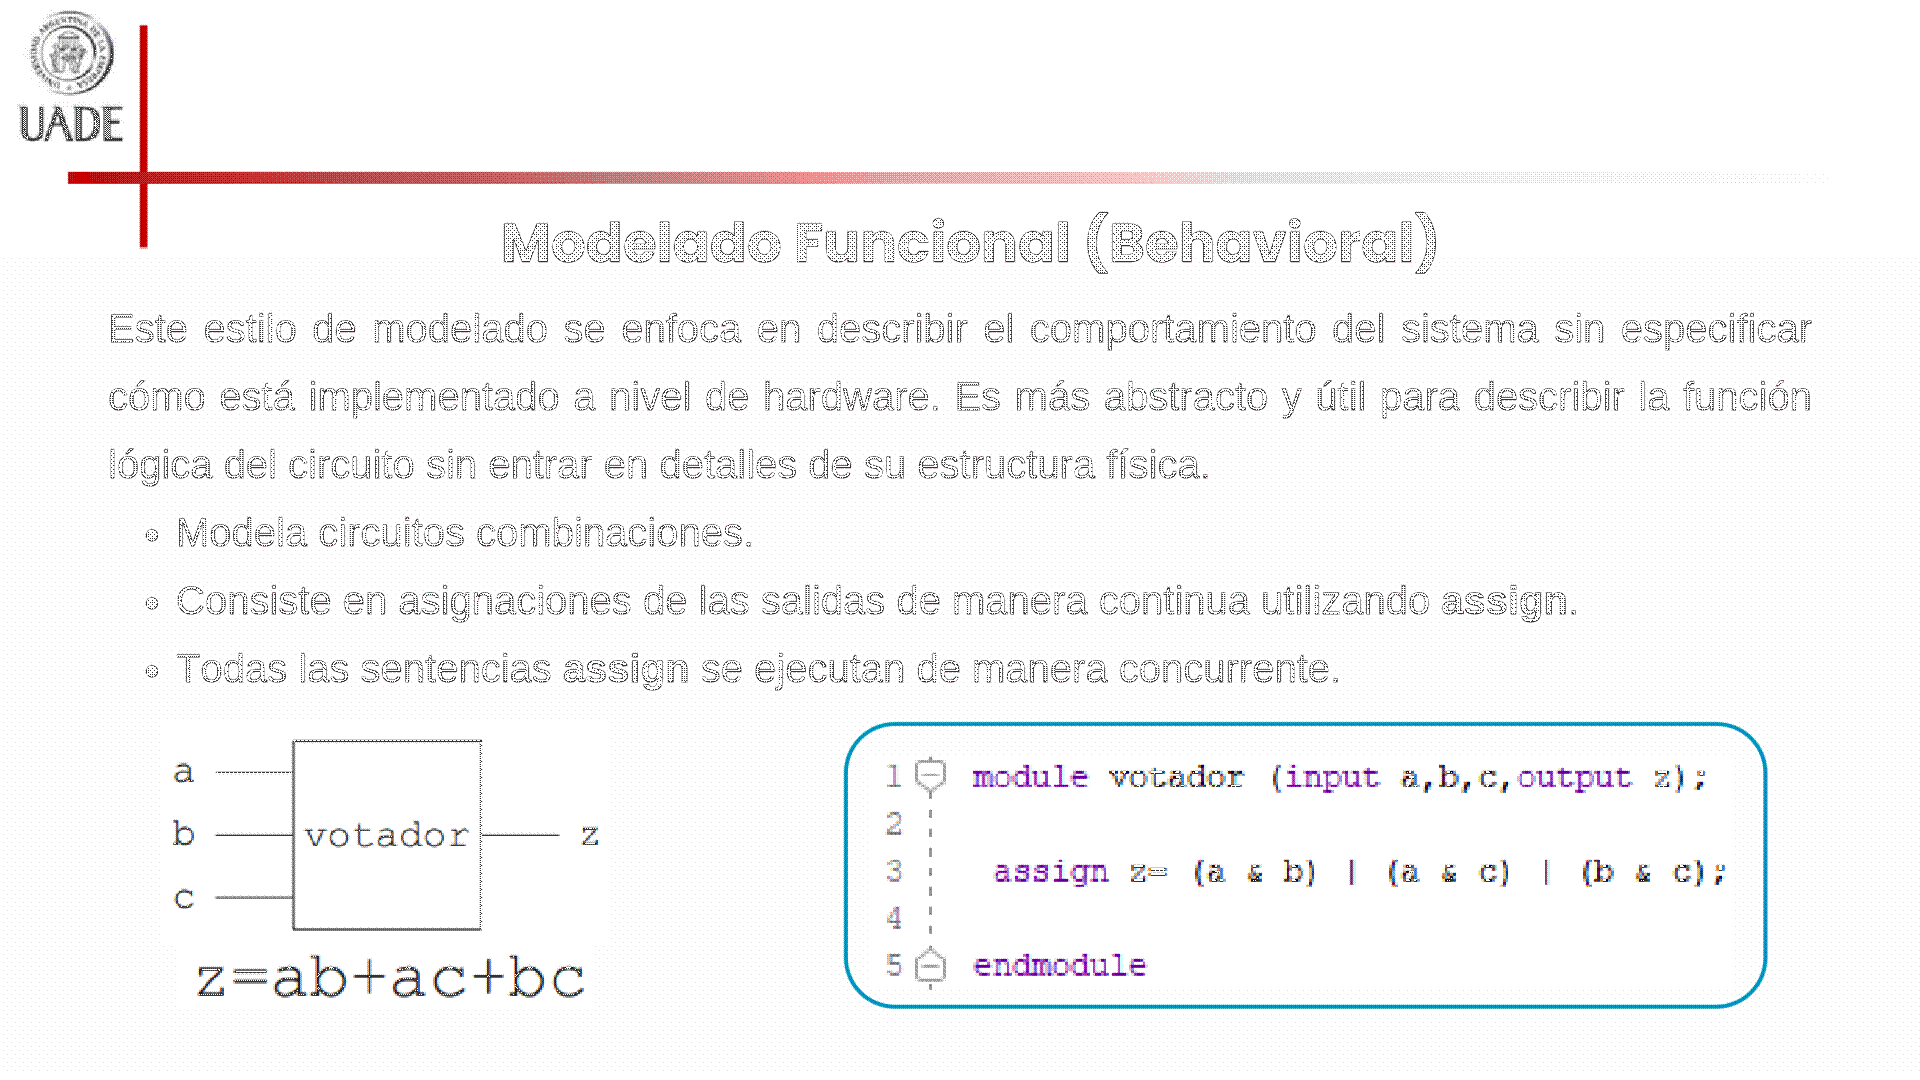 UADE
Modelado Funcional (Behavioral)
Este estilo de modelado se enfoca en describir el comportamiento del sistema sin especificar
cómo está implementado a nivel de hardware. Es más abstracto y útil para describir la función
lógica del circuito sin entrar en detalles de su estructura física.
• Modela circuitos combinaciones.
• Consiste en asignaciones de las salidas de manera continua utilizando assign.
• Todas las sentencias assign se ejecutan de manera concurrente.
a
b
c
votador
z
z=ab+ac+bc
1 module votador (input a,b,c,output z);
2
3 assign z= (a & b) | (a & c) | (b & c);
4
5 endmodule